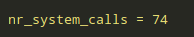 nr_system_calls = 74